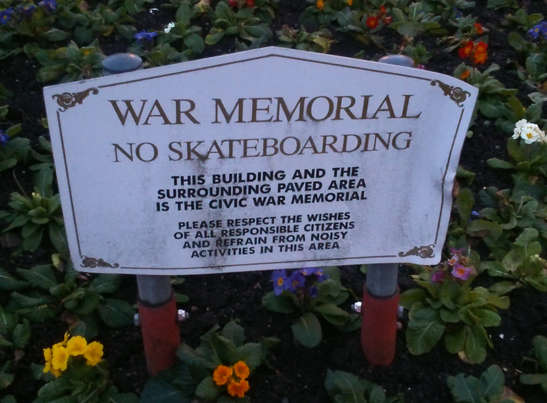 WAR MEMORIAL
NO SKATEBOARDING
THIS BUILDING AND THE
SURROUNDING PAVED AREA
IS THE CIVIC WAR MEMORIAL
PLEASE RESPECT THE WISHES
OF ALL RESPONSIBLE CITIZENS
AND REFRAIN FROM NOISY
ACTIVITIES IN THIS AREA